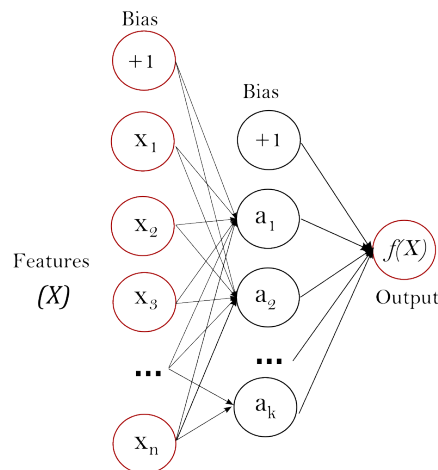 Bias
+1
x₁
x₂
Features
(X)
x₃
...
xₙ
Bias
+1
a₁
a₂
...
aₖ
f(X)
Output